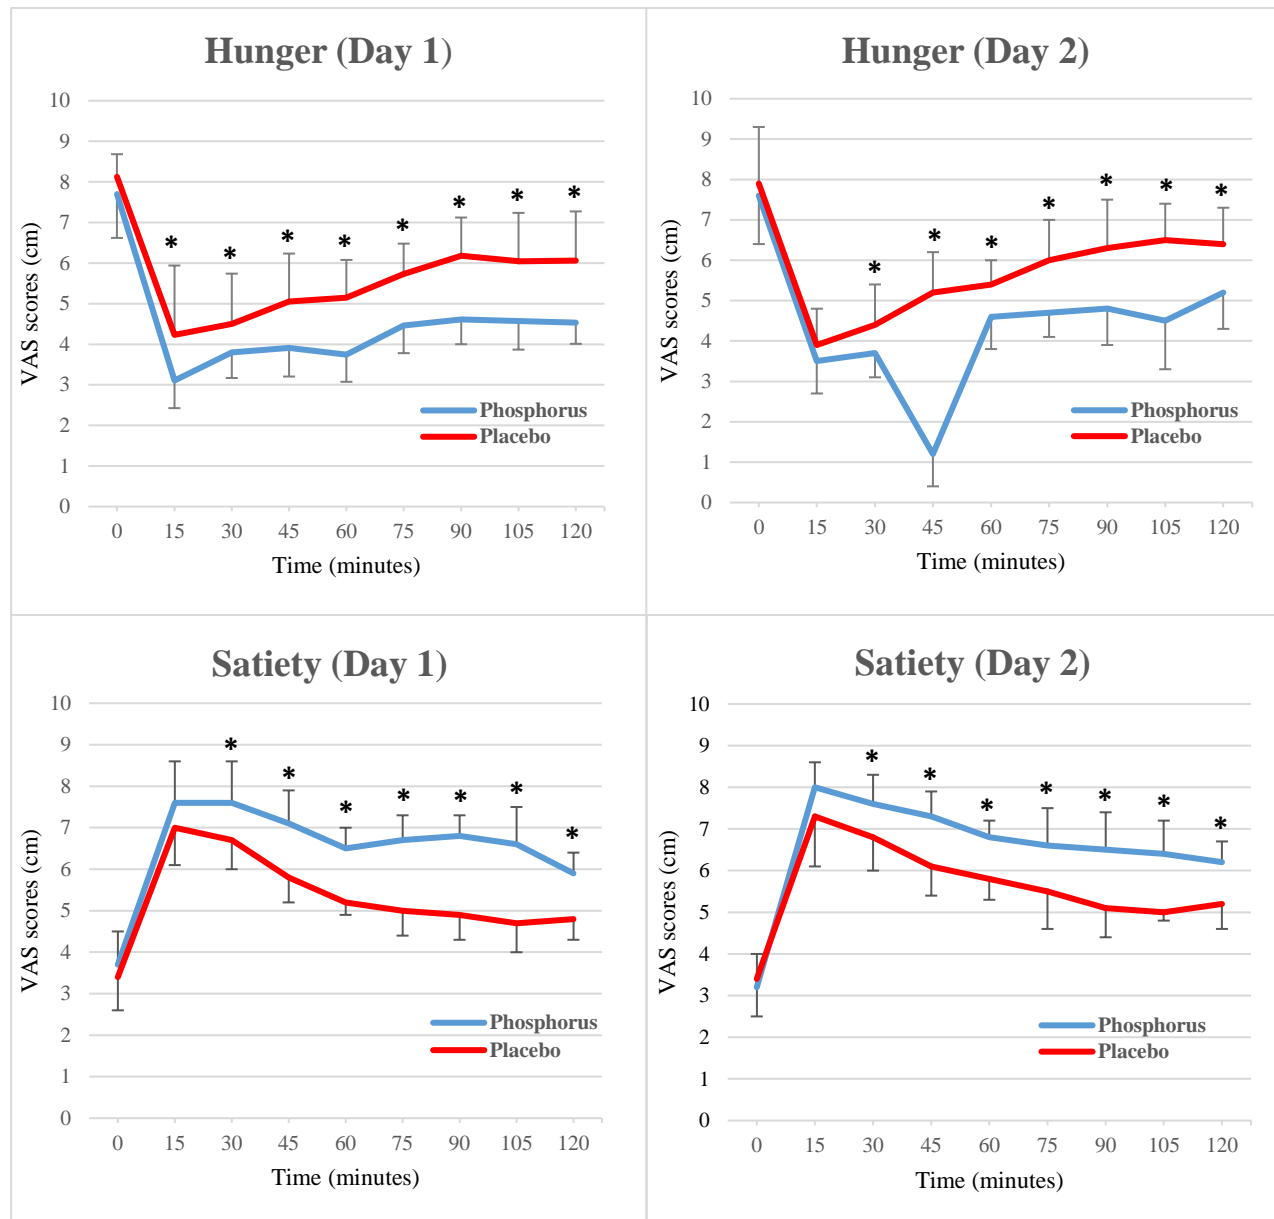 Hunger (Day 1)
10
9
8
7
6
5
4
3
2
1
0
VAS scores (cm)
* * * * * * * *
Phosphorus
Placebo
0 15 30 45 60 75 90 105 120
Time (minutes)
Hunger (Day 2)
10
9
8
7
6
5
4
3
2
1
0
VAS scores (cm)
* * * * * * *
Phosphorus
Placebo
0 15 30 45 60 75 90 105 120
Time (minutes)
Satiety (Day 1)
10
9
8
7
6
5
4
3
2
1
0
VAS scores (cm)
* * * * * * *
Phosphorus
Placebo
0 15 30 45 60 75 90 105 120
Time (minutes)
Satiety (Day 2)
10
9
8
7
6
5
4
3
2
1
0
VAS scores (cm)
* * * * * * *
Phosphorus
Placebo
0 15 30 45 60 75 90 105 120
Time (minutes)